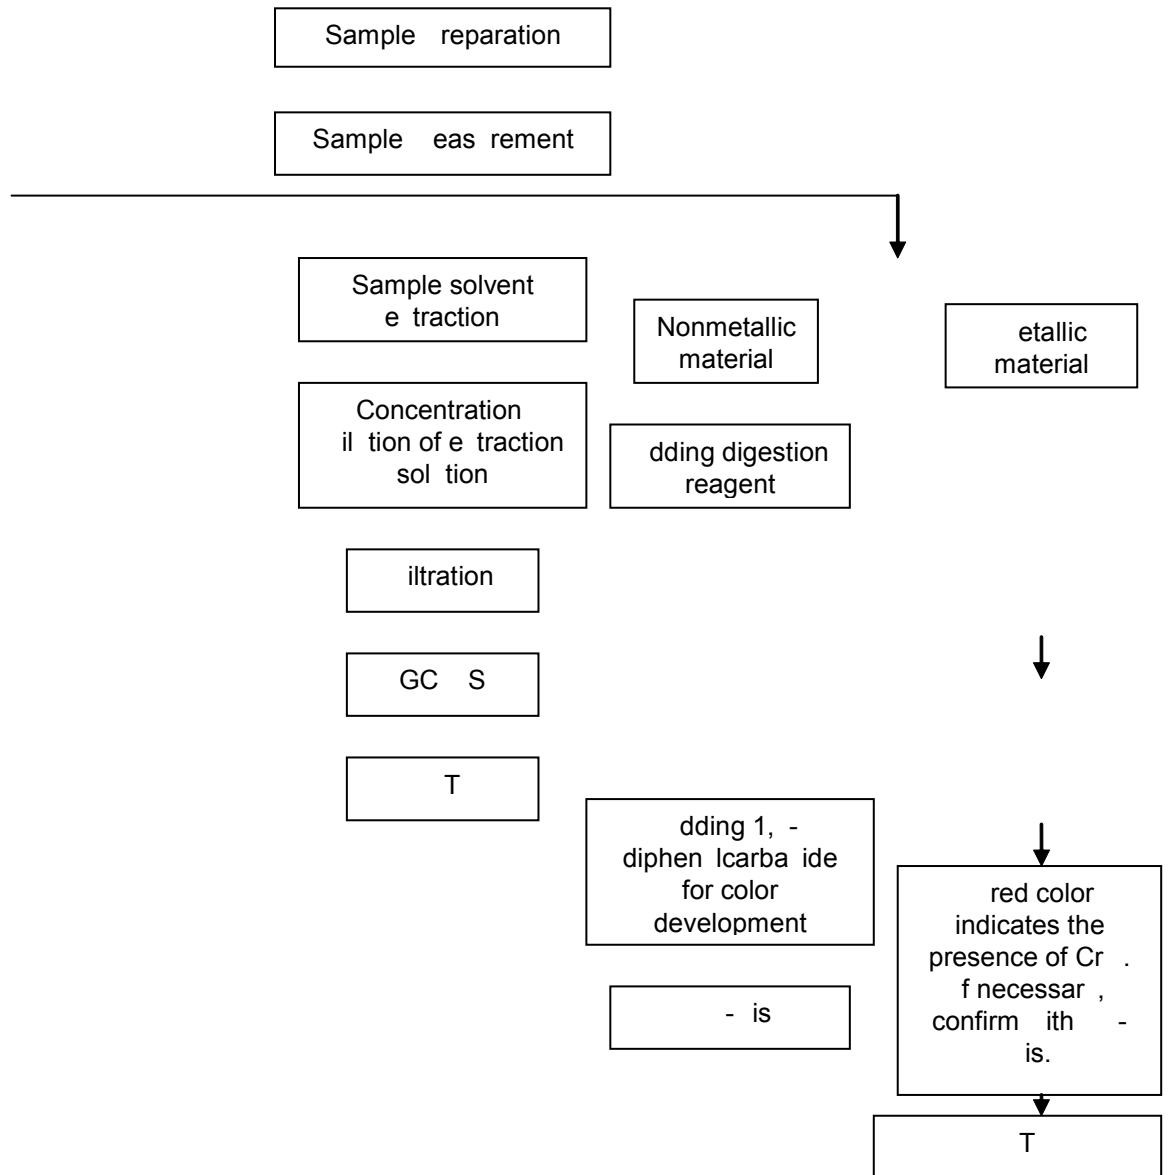 Sample reparation
Sample eas rement
Sample solvent
e traction
Nonmetallic
material
etallic
material
Concentration
il tion of e traction
sol tion
dding digestion
reagent
iltration
GC S
T
dding 1, -
diphen lcarba ide
for color
development
red color
indicates the
presence of Cr .
f necessar ,
confirm ith -
is.
- is
T